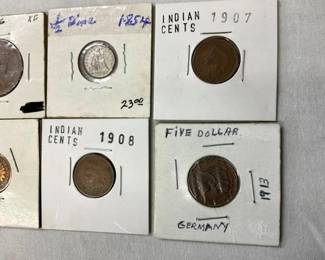 XF
½ Dime 1854
23.00
INDIAN
CENTS 1907
INDIAN
CENTS 1908
FIVE DOLLAR
1913
GERMANY